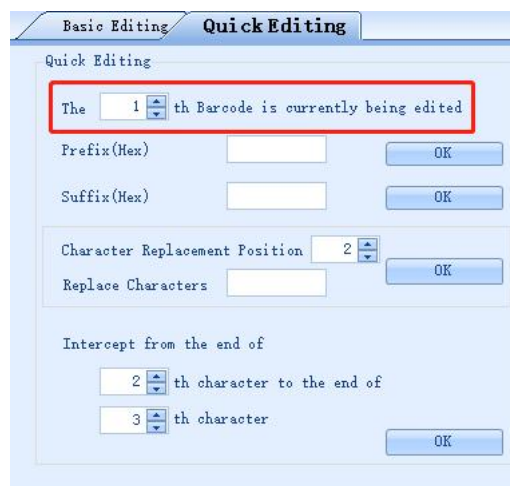 Basic Editing Quick Editing
Quick Editing
The 1 th Barcode is currently being edited
Prefix(Hex) OK
Suffix(Hex) OK
Character Replacement Position 2
OK
Replace Characters
Intercept from the end of
2 th character to the end of
3 th character
OK